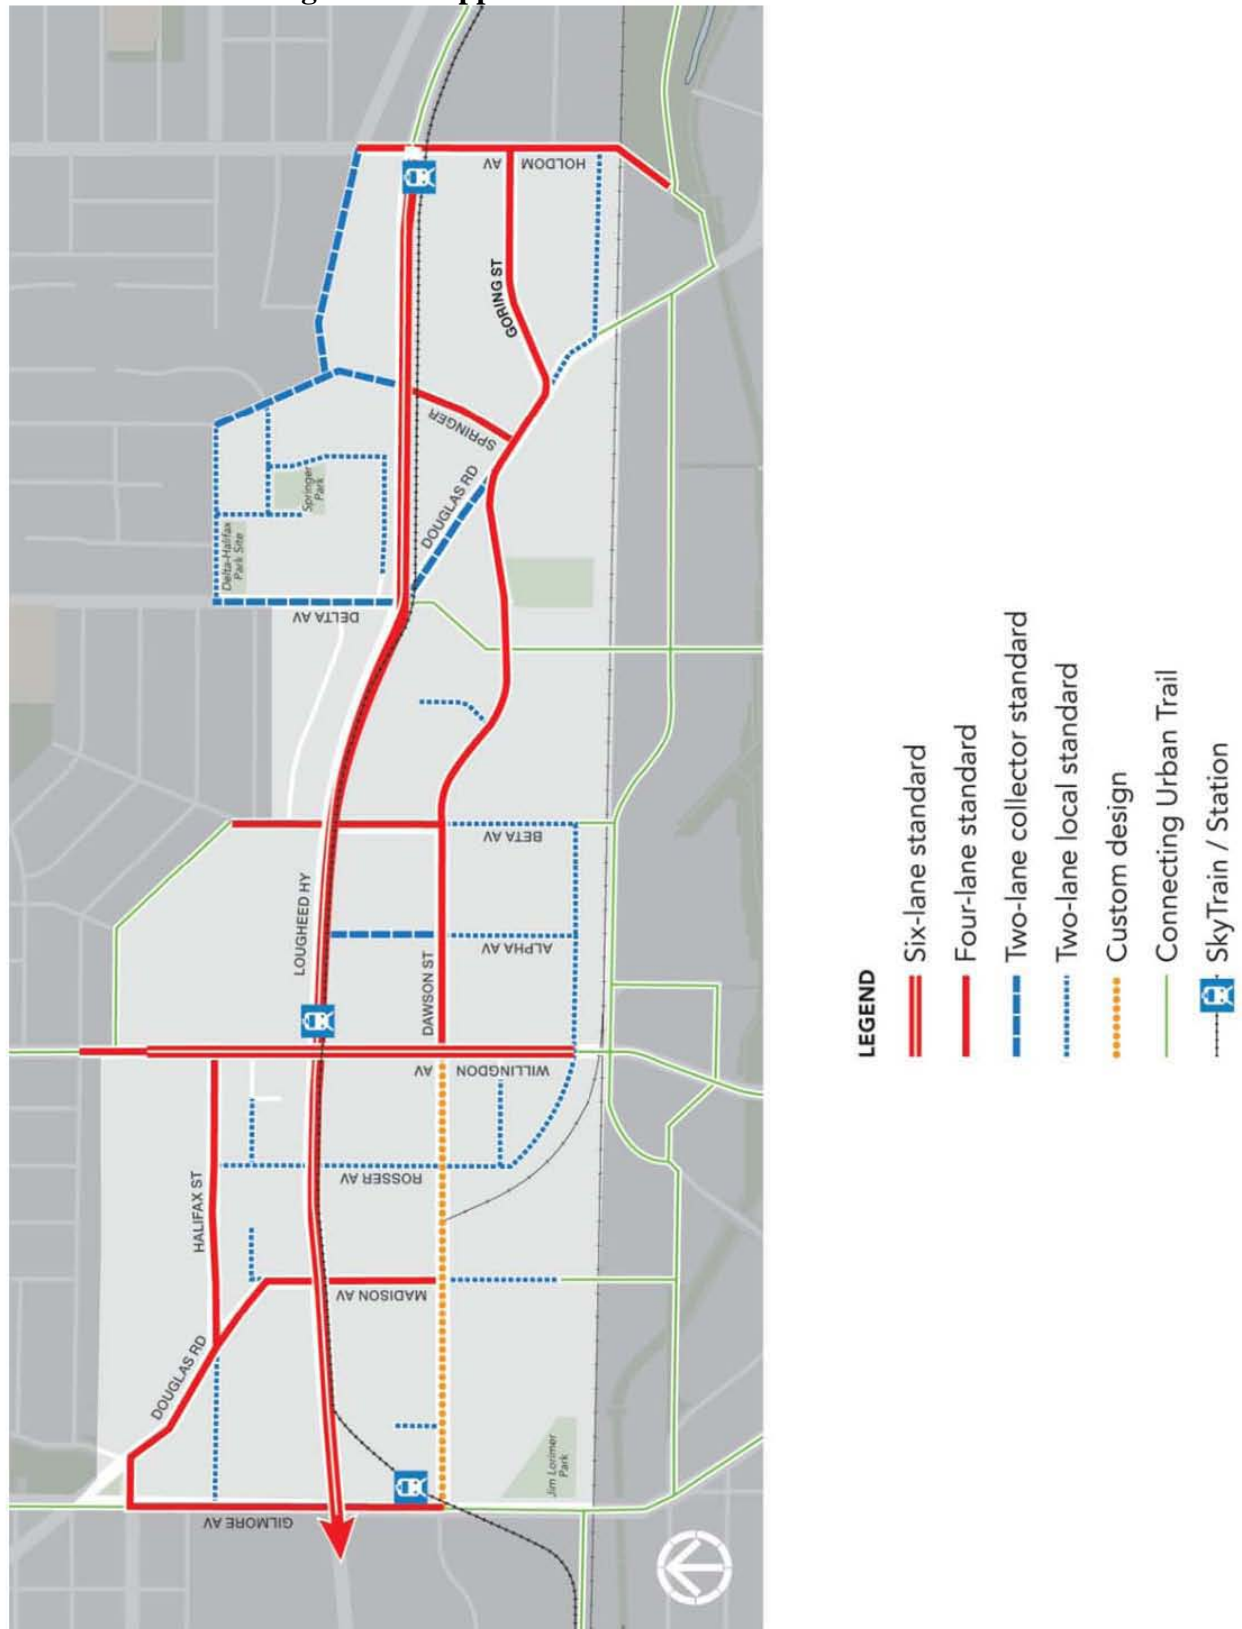 HOLDOM
AV
GORING ST
SPRINGER
DOUGLAS RD
Springer
Park
Delta-Halifax
Park Site
DELTA AV
BETA AV
LOUGHEED HY
ALPHA AV
DAWSON ST
WILLINGDON
AV
ROSSER AV
HALIFAX ST
MADISON AV
DOUGLAS RD
Jim Lorimer
Park
GILMORE AV
LEGEND
Six-lane standard
Four-lane standard
Two-lane collector standard
Two-lane local standard
Custom design
Connecting Urban Trail
SkyTrain / Station